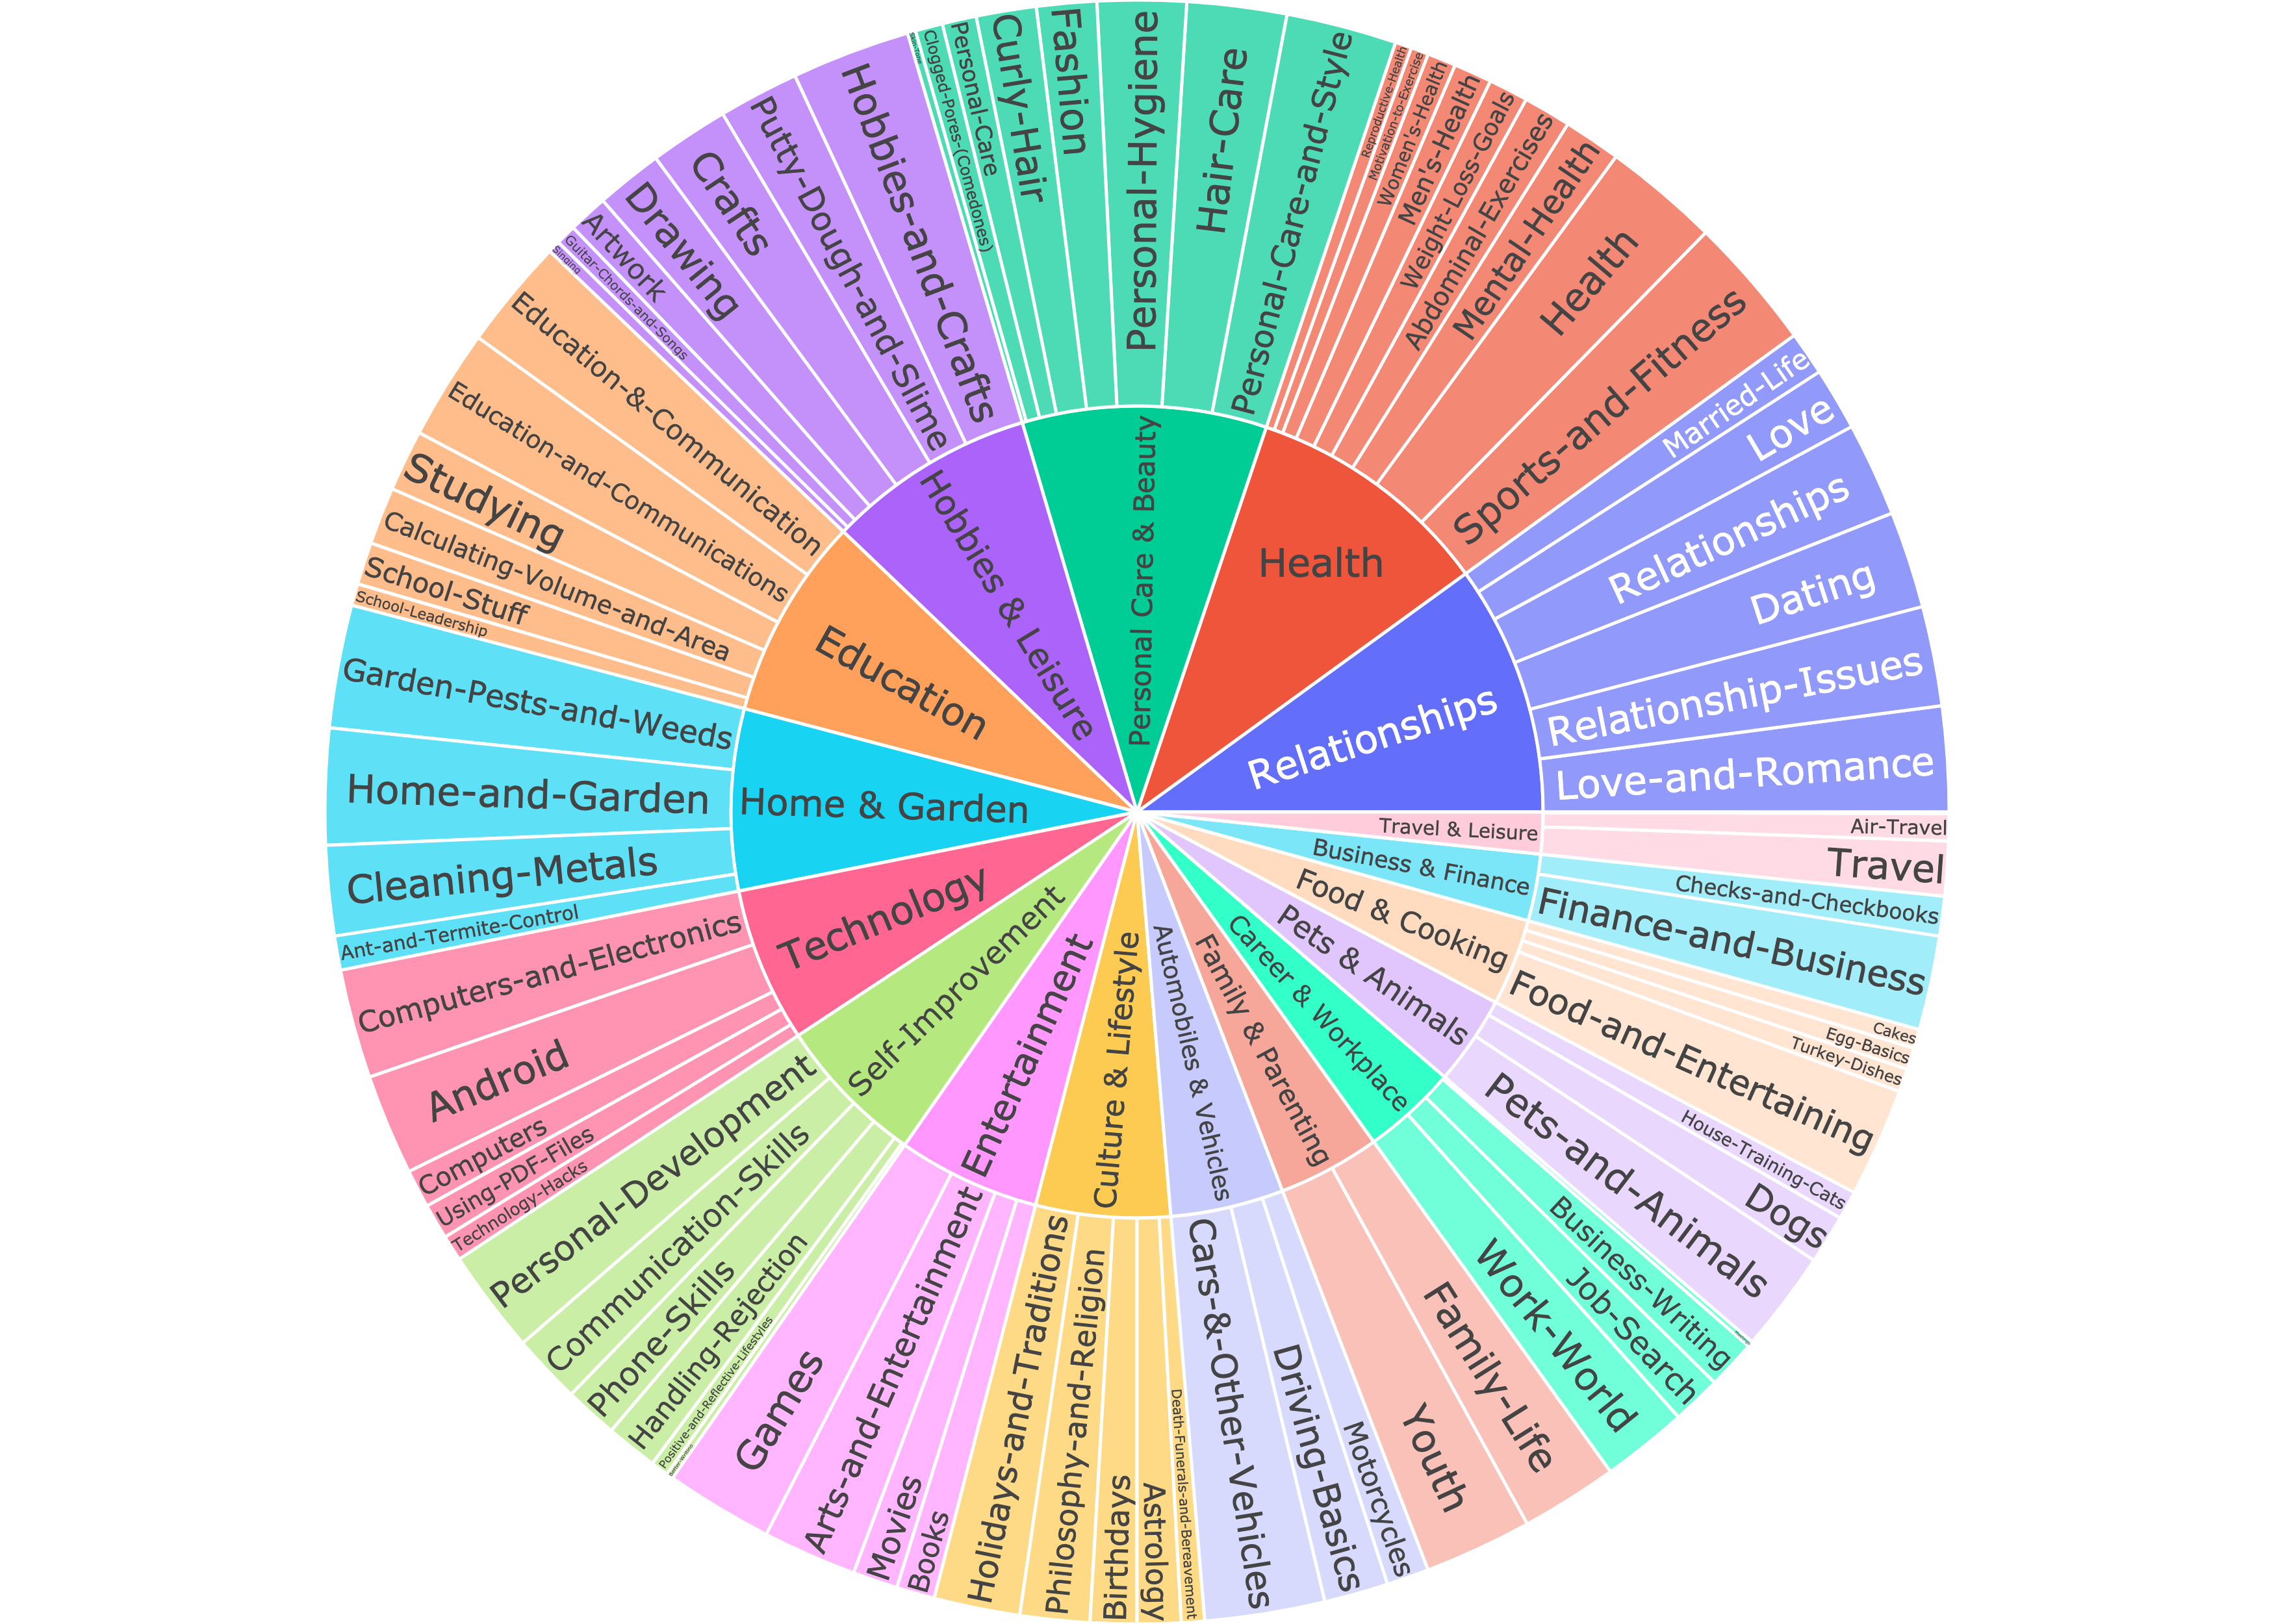 Relationships
Love-and-Romance
Relationship-Issues
Dating
Relationships
Love
Married-Life
Health
Sports-and-Fitness
Health
Mental-Health
Abdominal-Exercises
Weight-Loss-Goals
Men's-Health
Women's-Health
Motivation-to-Exercise
Reproductive-Health
Personal Care & Beauty
Personal-Care-and-Style
Hair-Care
Personal-Hygiene
Fashion
Curly-Hair
Personal-Care
Clogged-Pores-(Comedones)
Hobbies & Leisure
Hobbies-and-Crafts
Putty-Dough-and-Slime
Crafts
Drawing
Artwork
Guitar-Chords-and-Songs
Singing
Education
Education-&-Communication
Education-and-Communications
Studying
Calculating-Volume-and-Area
School-Stuff
School-Leadership
Home & Garden
Garden-Pests-and-Weeds
Home-and-Garden
Cleaning-Metals
Ant-and-Termite-Control
Technology
Computers-and-Electronics
Android
Computers
Using-PDF-Files
Technology-Hacks
Self-Improvement
Personal-Development
Communication-Skills
Phone-Skills
Handling-Rejection
Positive-and-Reflective-Lifestyles
Entertainment
Games
Arts-and-Entertainment
Movies
Books
Culture & Lifestyle
Holidays-and-Traditions
Philosophy-and-Religion
Birthdays
Astrology
Death-Funerals-and-Bereavement
Automobiles & Vehicles
Cars-&-Other-Vehicles
Driving-Basics
Motorcycles
Family & Parenting
Youth
Family-Life
Career & Workplace
Work-World
Job-Search
Business-Writing
Pets & Animals
Pets-and-Animals
Dogs
House-Training-Cats
Food & Cooking
Food-and-Entertaining
Turkey-Dishes
Egg-Basics
Cakes
Business & Finance
Finance-and-Business
Checks-and-Checkbooks
Travel & Leisure
Travel
Air-Travel